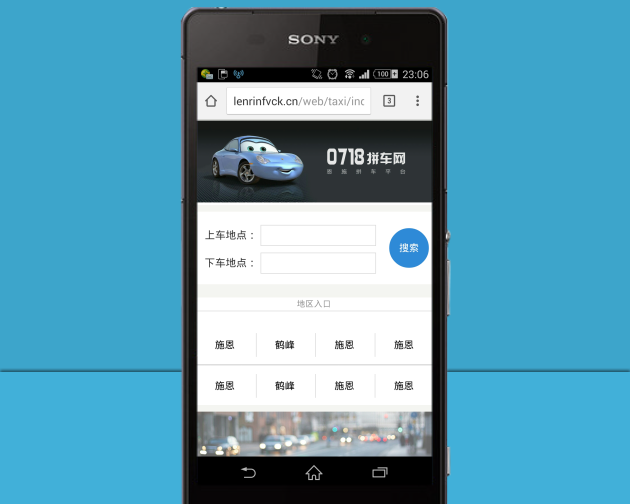 SONY
100 23:06
lenrinfvck.cn/web/taxi/inc
3
0718拼车网
恩施拼车平台
上车地点：
搜索
下车地点：
地区入口
施恩 鹤峰 施恩 施恩
施恩 鹤峰 施恩 施恩